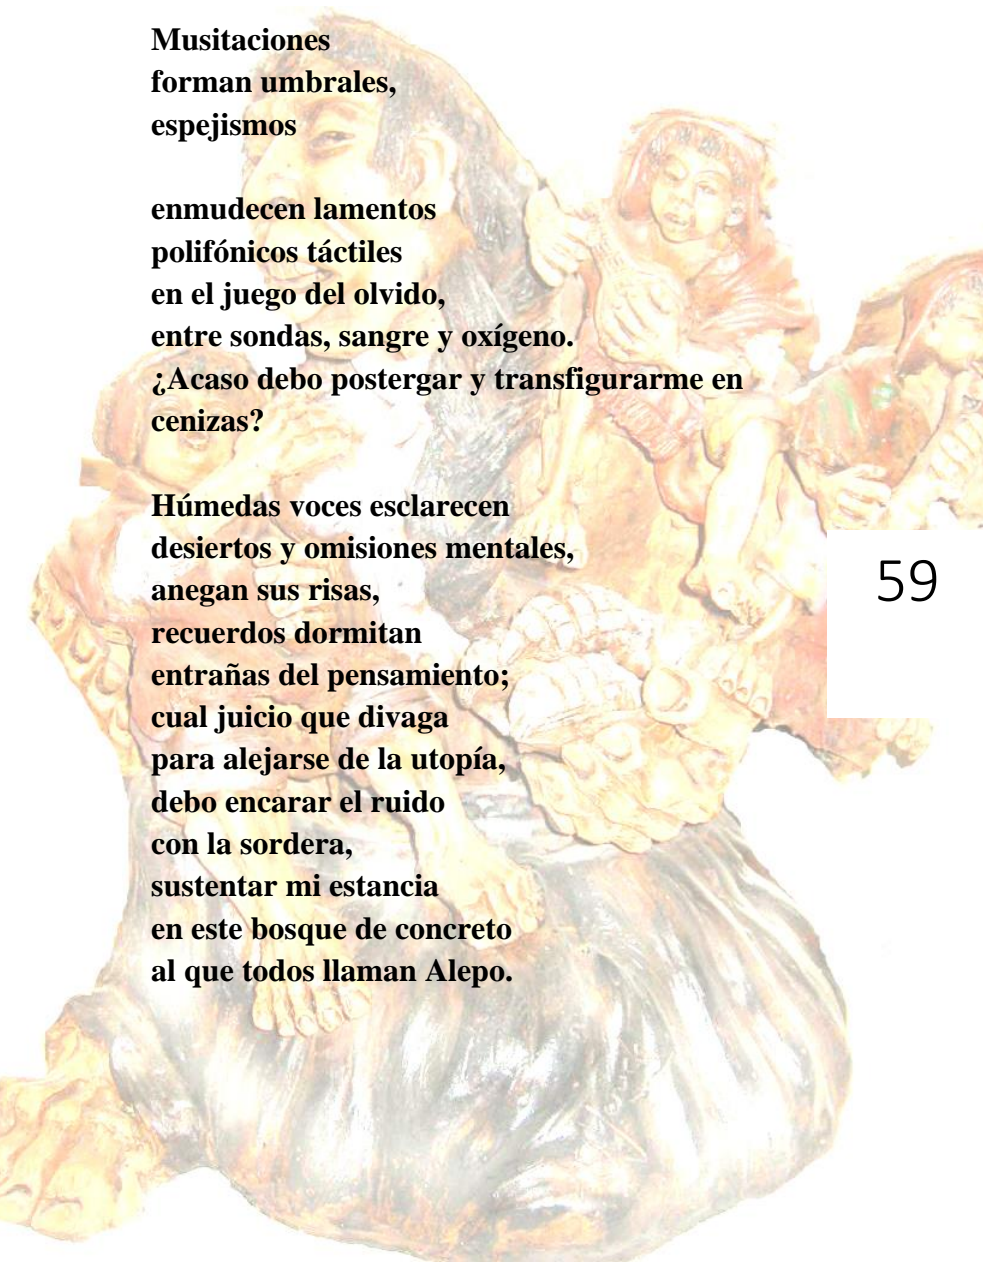 Musitaciones
forman umbrales,
espejismos
enmudecen lamentos
polifónicos táctiles
en el juego del olvido,
entre sondas, sangre y oxígeno.
¿Acaso debo postergar y transfigurarme en
cenizas?
Húmedas voces esclarecen
desiertos y omisiones mentales,
anegan sus risas,
recuerdos dormitan
entrañas del pensamiento;
cual juicio que divaga
para alejarse de la utopía,
debo encarar el ruido
con la sordera,
sustentar mi estancia
en este bosque de concreto
al que todos llaman Alepo.
59